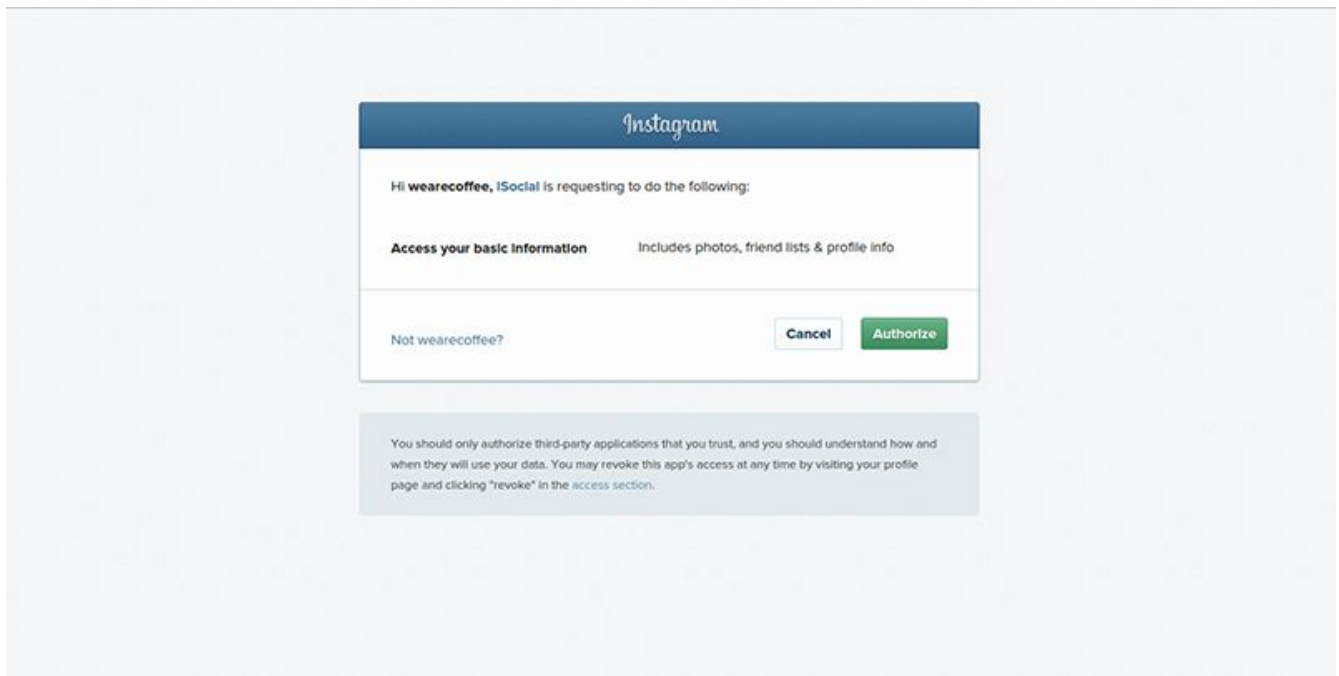 Instagram
Hi wearecoffee, ISocial is requesting to do the following:
Access your basic information Includes photos, friend lists & profile info
Not wearecoffee? Cancel Authorize
You should only authorize third-party applications that you trust, and you should understand how and
when they will use your data. You may revoke this app's access at any time by visiting your profile
page and clicking "revoke" in the access section.